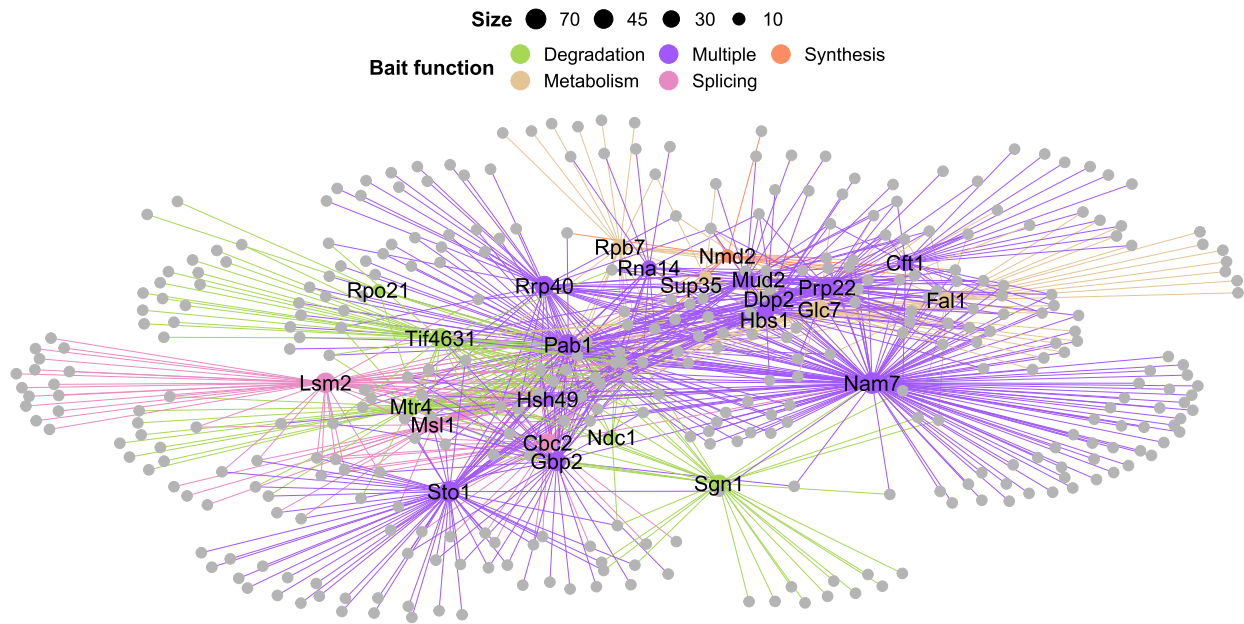 Size 70 45 30 10
Degradation Multiple Synthesis
Bait function
Metabolism Splicing
Rpb7
Nmd2
Rna14
Cft1
Rpo21
Rrp40
Sup35
Mud2
Prp22
Dbp2
Fal1
Hbs1
Glc7
Tif4631
Pab1
Lsm2
Nam7
Mtr4
Hsh49
Msl1
Cbc2
Ndc1
Gbp2
Sto1
Sgn1